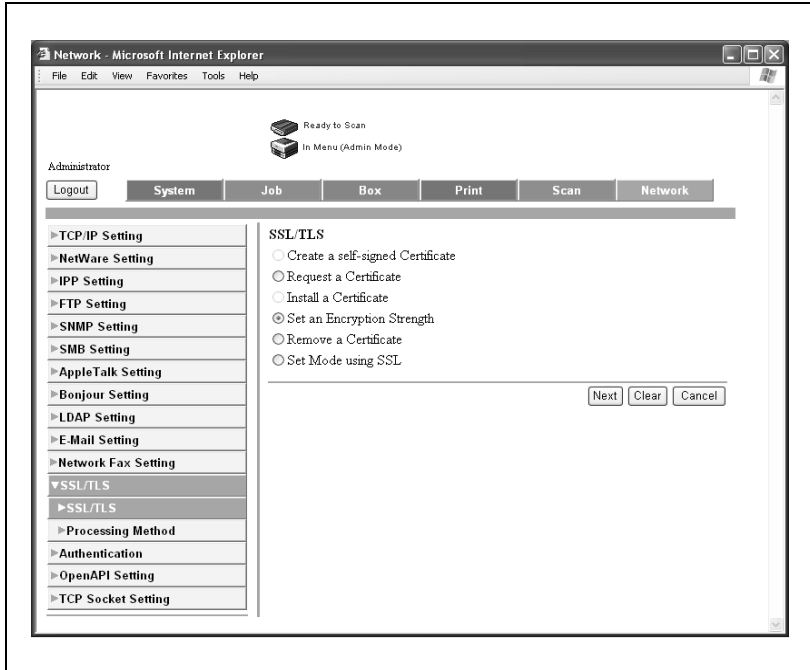 Network - Microsoft Internet Explorer
File Edit View Favorites Tools Help
Ready to Scan
In Menu (Admin Mode)
Administrator
Logout System Job Box Print Scan Network
TCP/IP Setting
NetWare Setting
IPP Setting
FTP Setting
SNMP Setting
SMB Setting
AppleTalk Setting
Bonjour Setting
LDAP Setting
E-Mail Setting
Network Fax Setting
SSL/TLS
SSL/TLS
Processing Method
Authentication
OpenAPI Setting
TCP Socket Setting
SSL/TLS
Create a self-signed Certificate
Request a Certificate
Install a Certificate
Set an Encryption Strength
Remove a Certificate
Set Mode using SSL
Next Clear Cancel